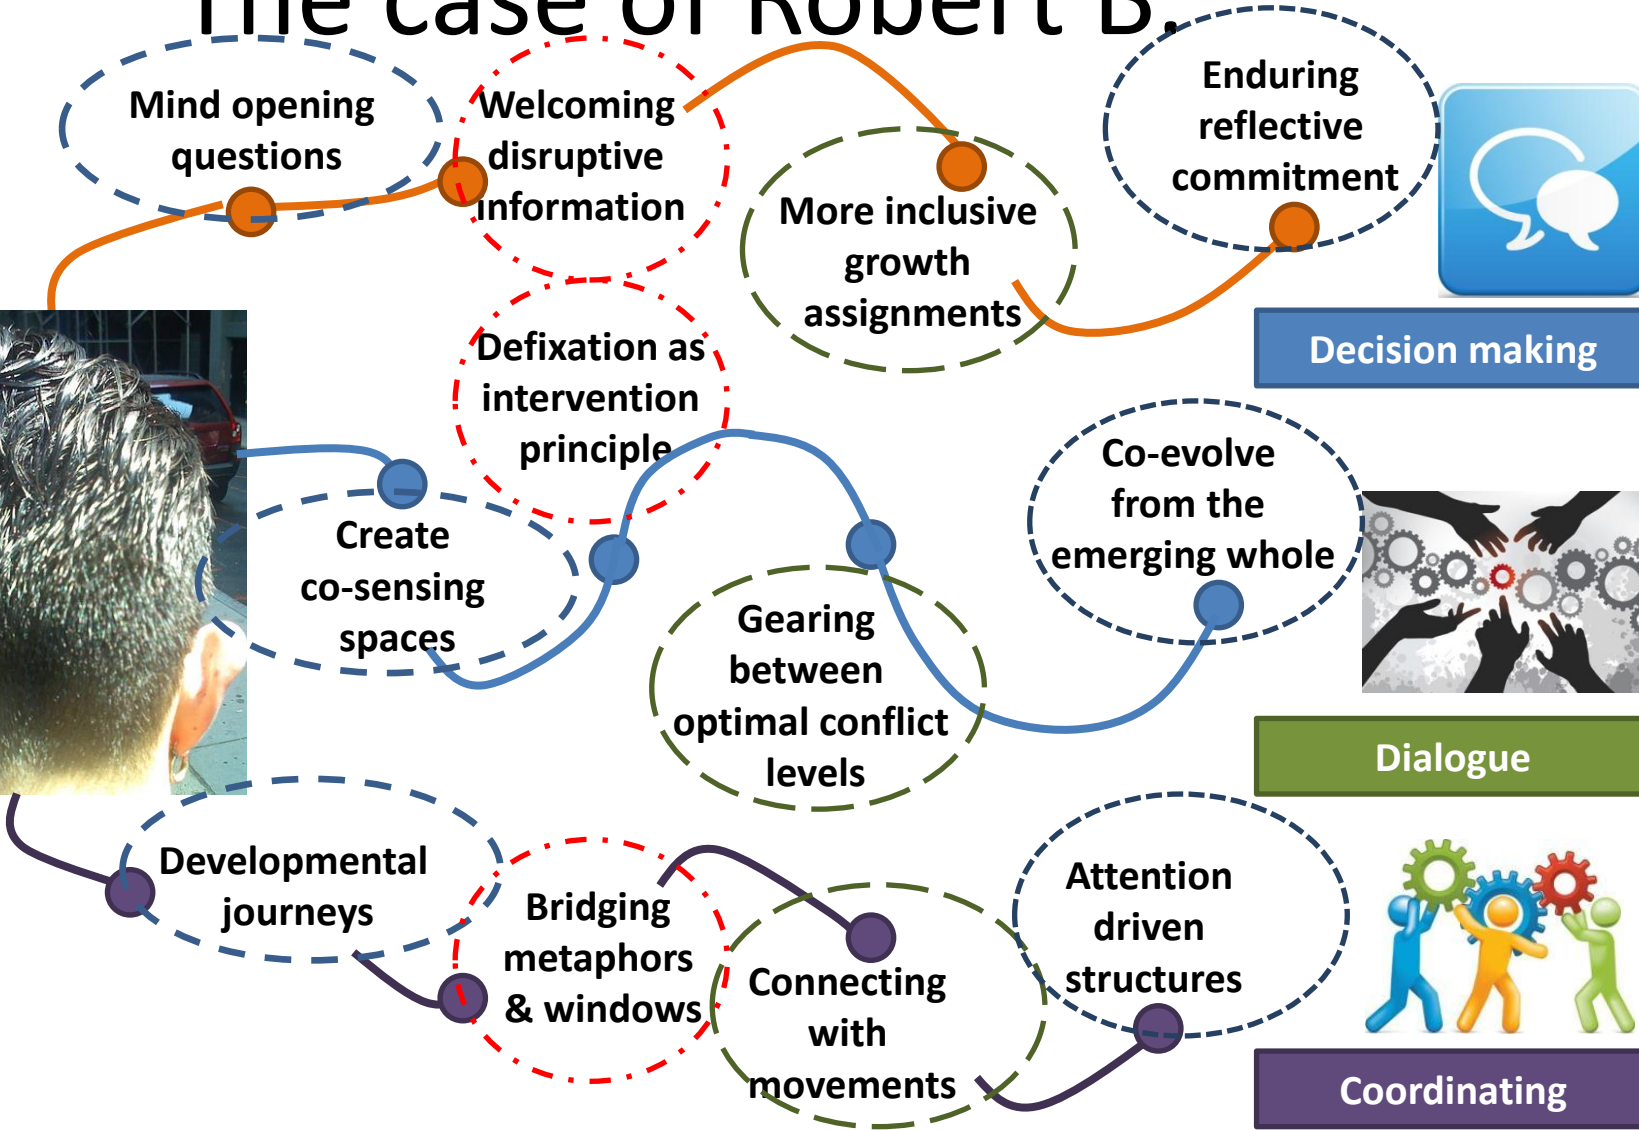 The case of Robert B.
Mind opening
questions
Welcoming
disruptive
information
More inclusive
growth
assignments
Enduring
reflective
commitment
Decision making
Create
co-sensing
spaces
Defixation as
intervention
principle
Gearing
between
optimal conflict
levels
Co-evolve
from the
emerging whole
Dialogue
Developmental
journeys
Bridging
metaphors
& windows
Connecting
with
movements
Attention
driven
structures
Coordinating